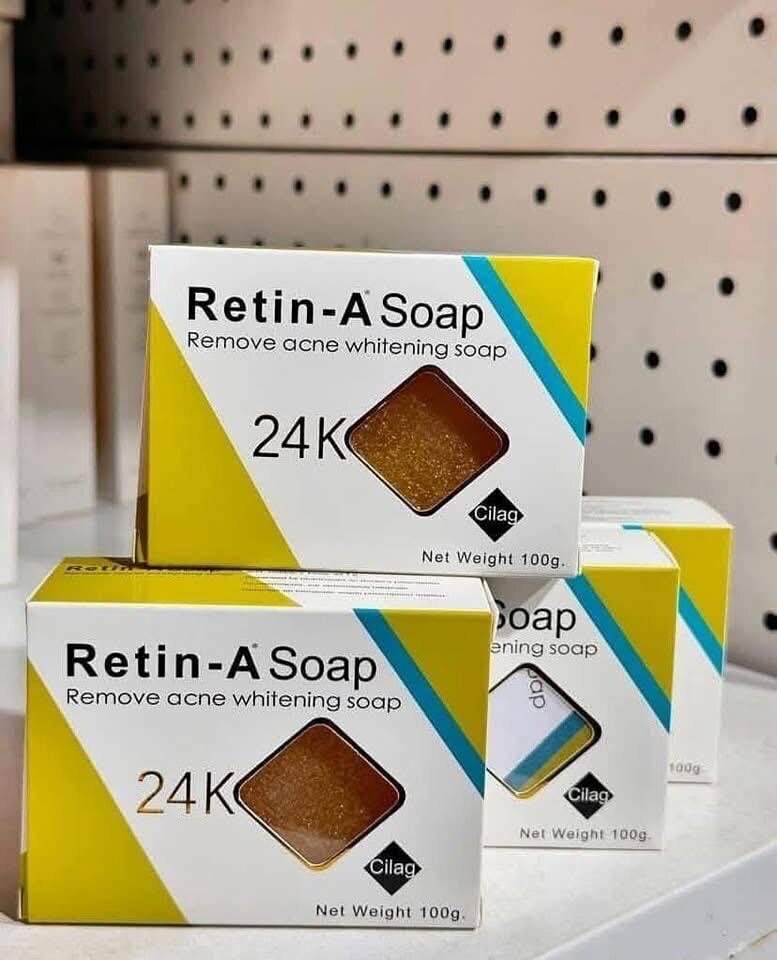 Retin-A® Soap
Remove acne whitening soap
24K
Cilag
Net Weight 100g.
Retin-A® Soap
Remove acne whitening soap
24K
Cilag
Net Weight 100g.
Soap
ening soap
oap
Cilag
Net Weight 100g.
100g.